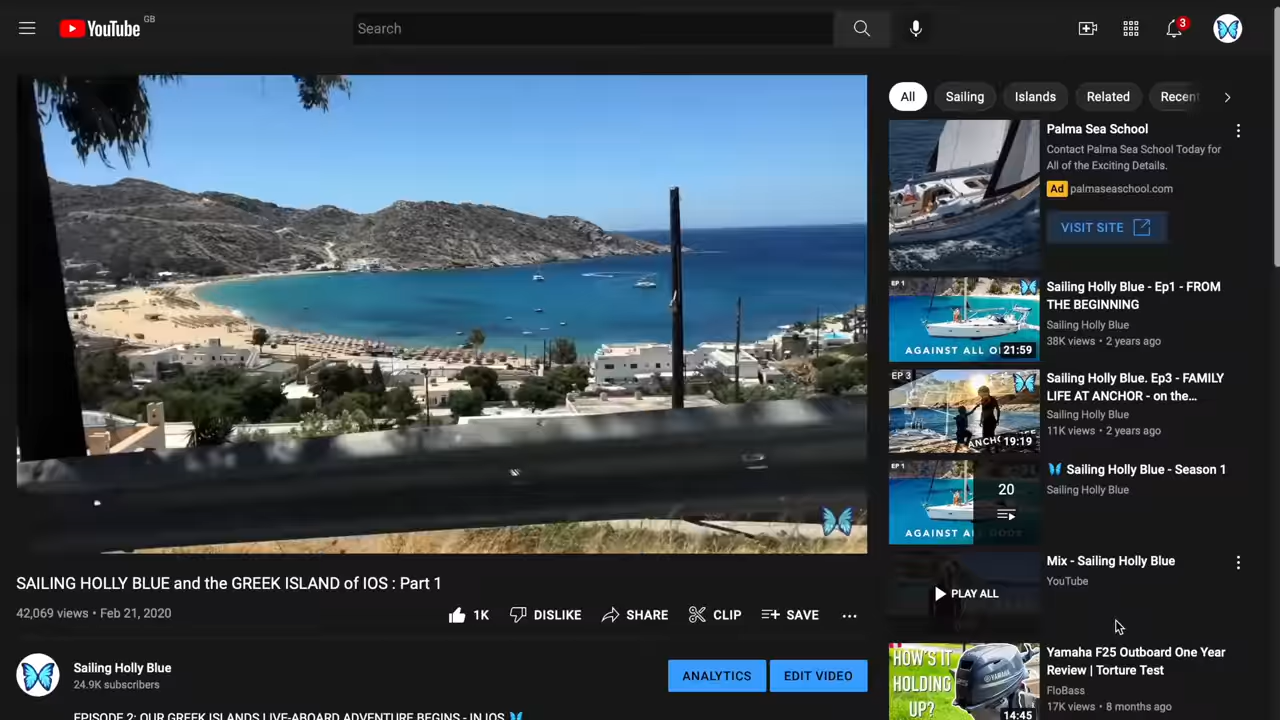 YouTube GB
Search
3
All
Sailing
Islands
Related
Recent
Palma Sea School
Contact Palma Sea School Today for
All of the Exciting Details.
Ad palmaseaschool.com
VISIT SITE
EP 1
AGAINST ALL O
21:59
Sailing Holly Blue - Ep1 - FROM
THE BEGINNING
Sailing Holly Blue
38K views • 2 years ago
EP 3
ANCHO
19:19
Sailing Holly Blue. Ep3 - FAMILY
LIFE AT ANCHOR - on the...
Sailing Holly Blue
11K views • 2 years ago
EP 1
AGAINST A
20
Sailing Holly Blue - Season 1
Sailing Holly Blue
PLAY ALL
Mix - Sailing Holly Blue
YouTube
HOW'S IT
HOLDING
UP?
YAMAHA
14:45
Yamaha F25 Outboard One Year
Review | Torture Test
FloBass
17K views • 8 months ago
SAILING HOLLY BLUE and the GREEK ISLAND of IOS : Part 1
42,069 views • Feb 21, 2020
1K
DISLIKE
SHARE
CLIP
SAVE
Sailing Holly Blue
24.9K subscribers
ANALYTICS
EDIT VIDEO
EPISODE 2: OUR GREEK ISLANDS LIVE-ABOARD ADVENTURE BEGINS - IN IOS